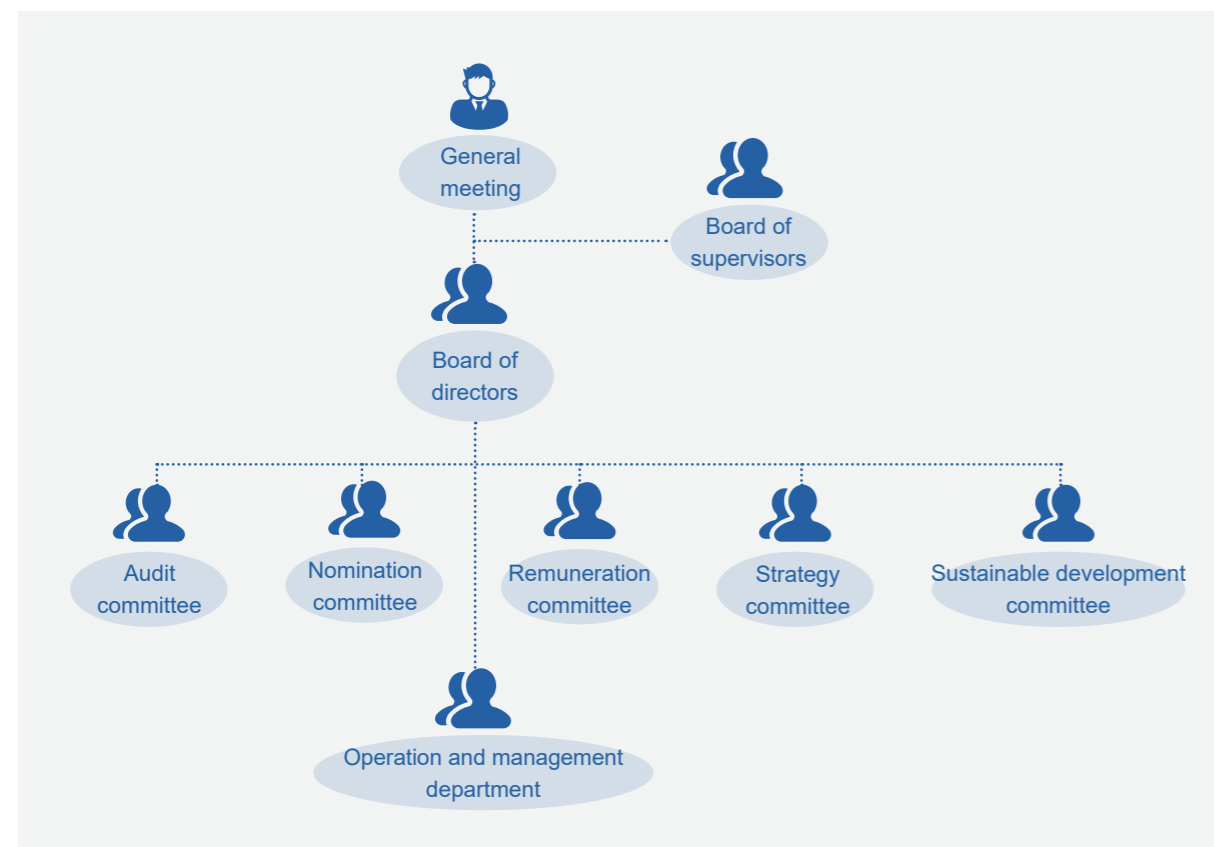 General
meeting
Board of
supervisors
Board of
directors
Audit
committee
Nomination
committee
Remuneration
committee
Strategy
committee
Sustainable development
committee
Operation and management
department